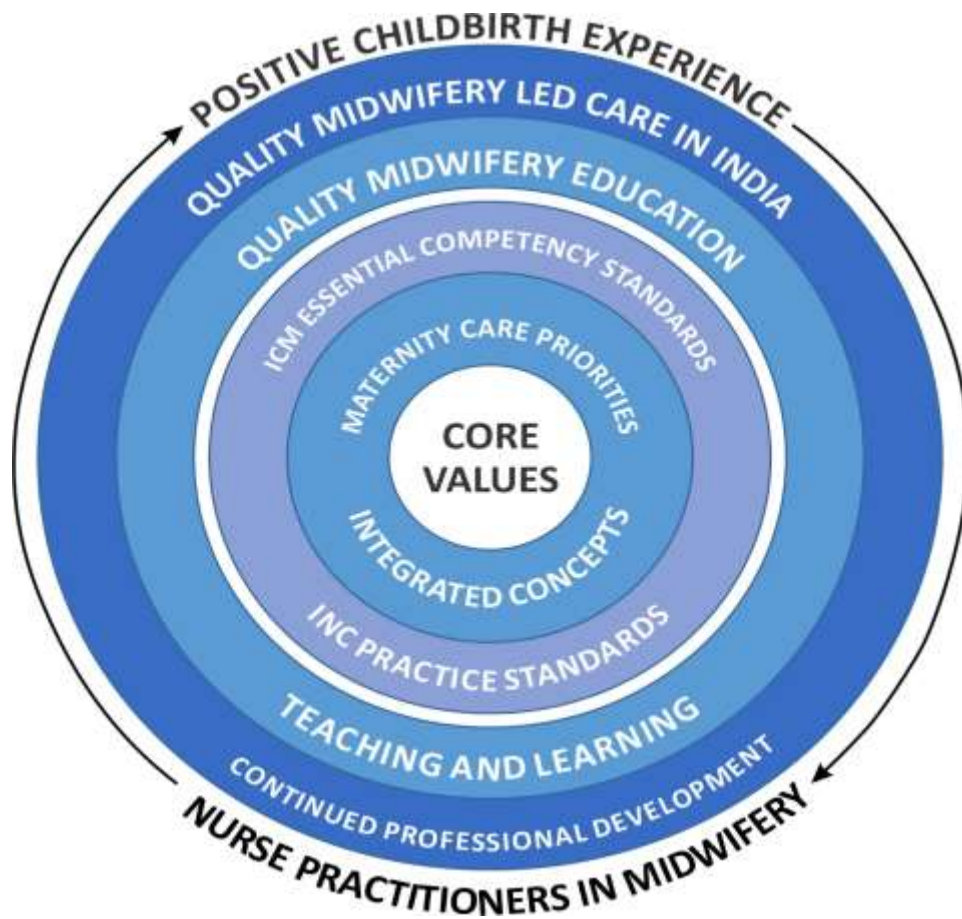 POSITIVE CHILDBIRTH EXPERIENCE
QUALITY MIDWIFERY LED CARE IN INDIA
QUALITY MIDWIFERY EDUCATION
ICM ESSENTIAL COMPETENCY STANDARDS
MATERNITY CARE PRIORITIES
CORE
VALUES
INTEGRATED CONCEPTS
INC PRACTICE STANDARDS
TEACHING AND LEARNING
CONTINUED PROFESSIONAL DEVELOPMENT
NURSE PRACTITIONERS IN MIDWIFERY